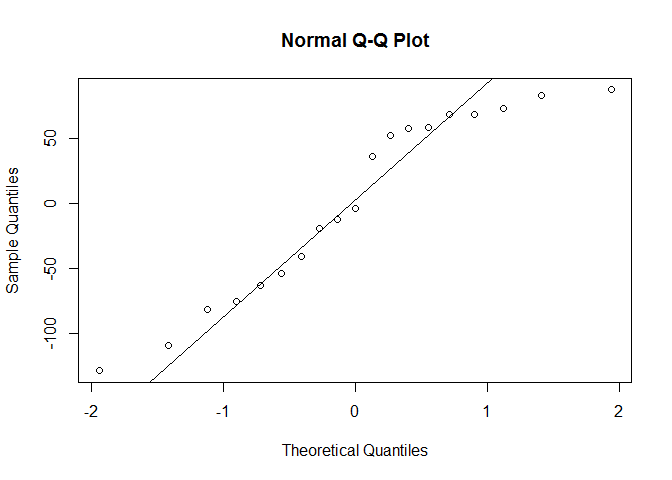 Normal Q-Q Plot
Sample Quantiles
50
0
-50
-100
-2 -1 0 1 2
Theoretical Quantiles